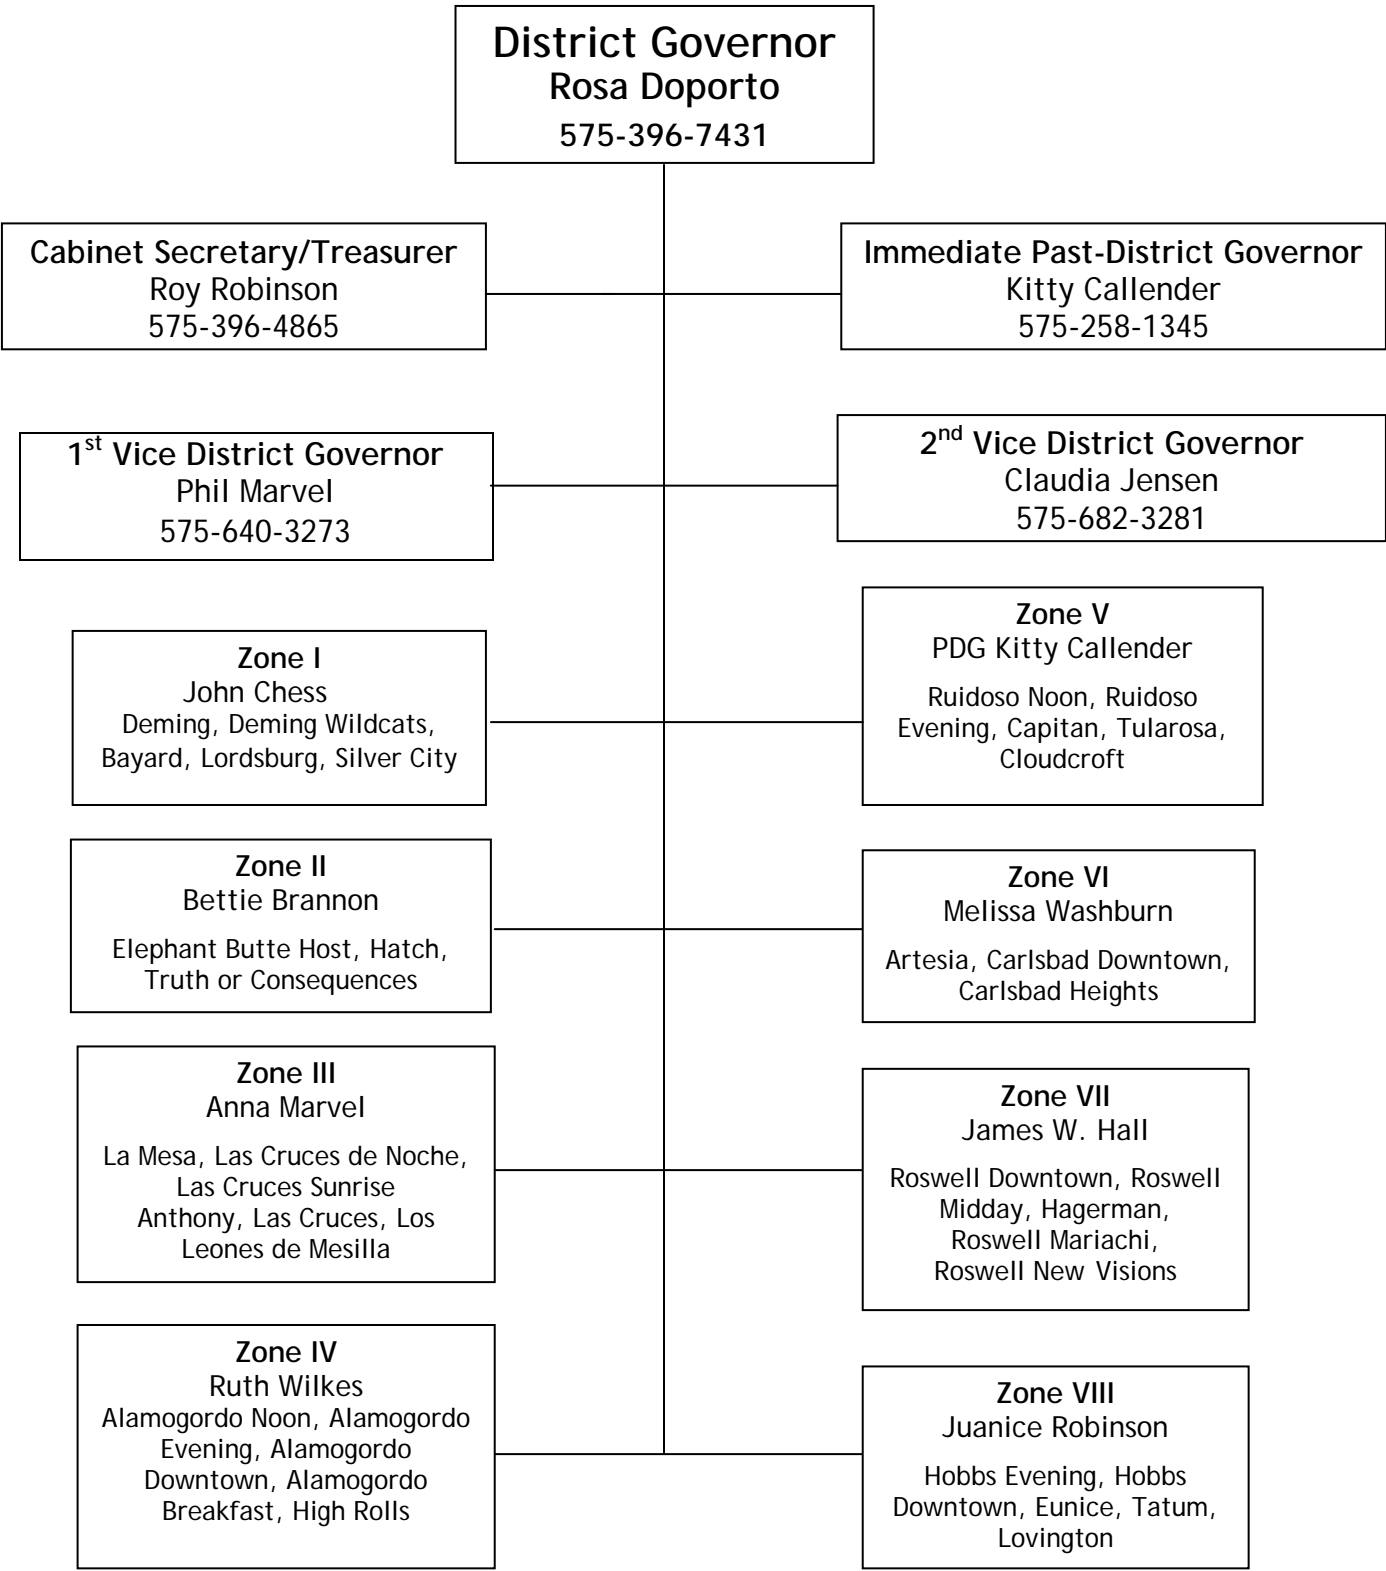 District Governor
Rosa Doporto
575-396-7431
Cabinet Secretary/Treasurer
Roy Robinson
575-396-4865
Immediate Past-District Governor
Kitty Callender
575-258-1345
1st Vice District Governor
Phil Marvel
575-640-3273
2nd Vice District Governor
Claudia Jensen
575-682-3281
Zone I
John Chess
Deming, Deming Wildcats,
Bayard, Lordsburg, Silver City
Zone V
PDG Kitty Callender
Ruidoso Noon, Ruidoso
Evening, Capitan, Tularosa,
Cloudcroft
Zone II
Bettie Brannon
Elephant Butte Host, Hatch,
Truth or Consequences
Zone VI
Melissa Washburn
Artesia, Carlsbad Downtown,
Carlsbad Heights
Zone III
Anna Marvel
La Mesa, Las Cruces de Noche,
Las Cruces Sunrise
Anthony, Las Cruces, Los
Leones de Mesilla
Zone VII
James W. Hall
Roswell Downtown, Roswell
Midday, Hagerman,
Roswell Mariachi,
Roswell New Visions
Zone IV
Ruth Wilkes
Alamogordo Noon, Alamogordo
Evening, Alamogordo
Downtown, Alamogordo
Breakfast, High Rolls
Zone VIII
Juanice Robinson
Hobbs Evening, Hobbs
Downtown, Eunice, Tatum,
Lovington